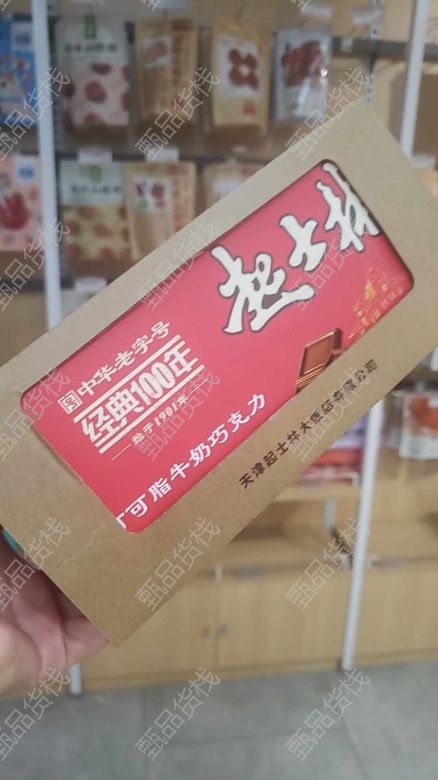 起士林
中华老字号
经典100年
始于1901年
可可脂牛奶巧克力
天津起士林大饭店有限公司
甄品货栈